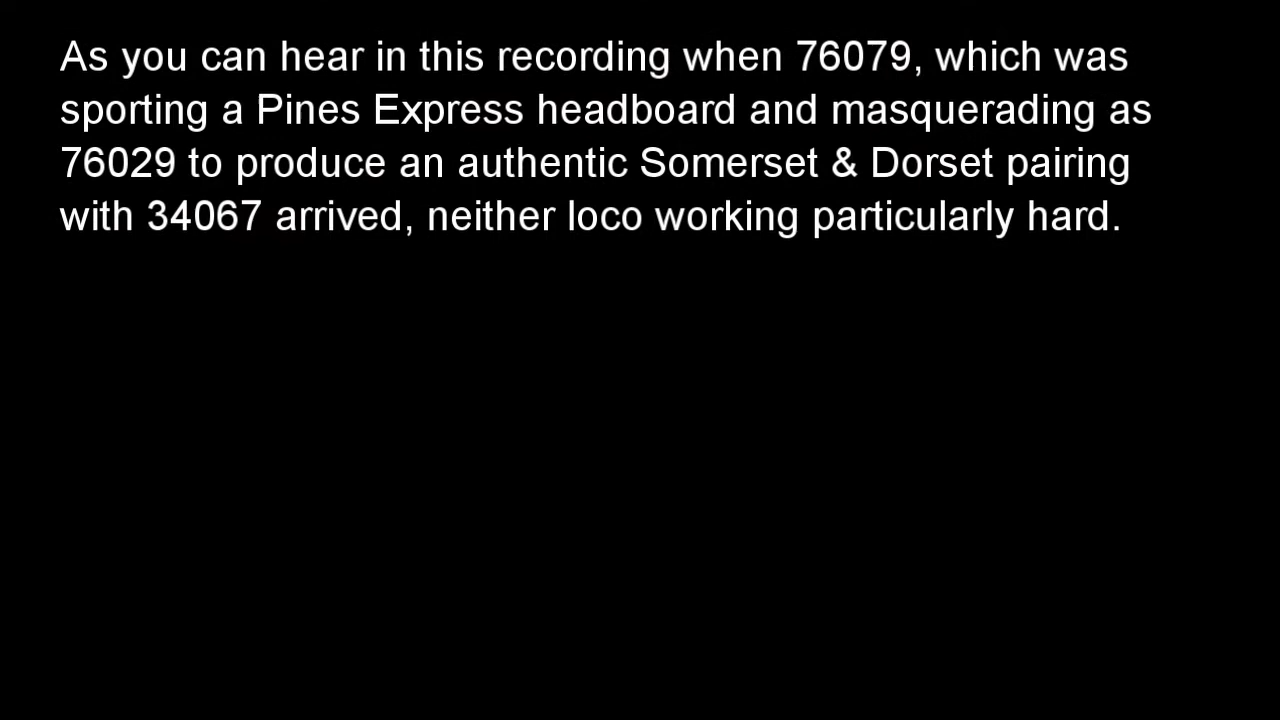 As you can hear in this recording when 76079, which was
sporting a Pines Express headboard and masquerading as
76029 to produce an authentic Somerset & Dorset pairing
with 34067 arrived, neither loco working particularly hard.